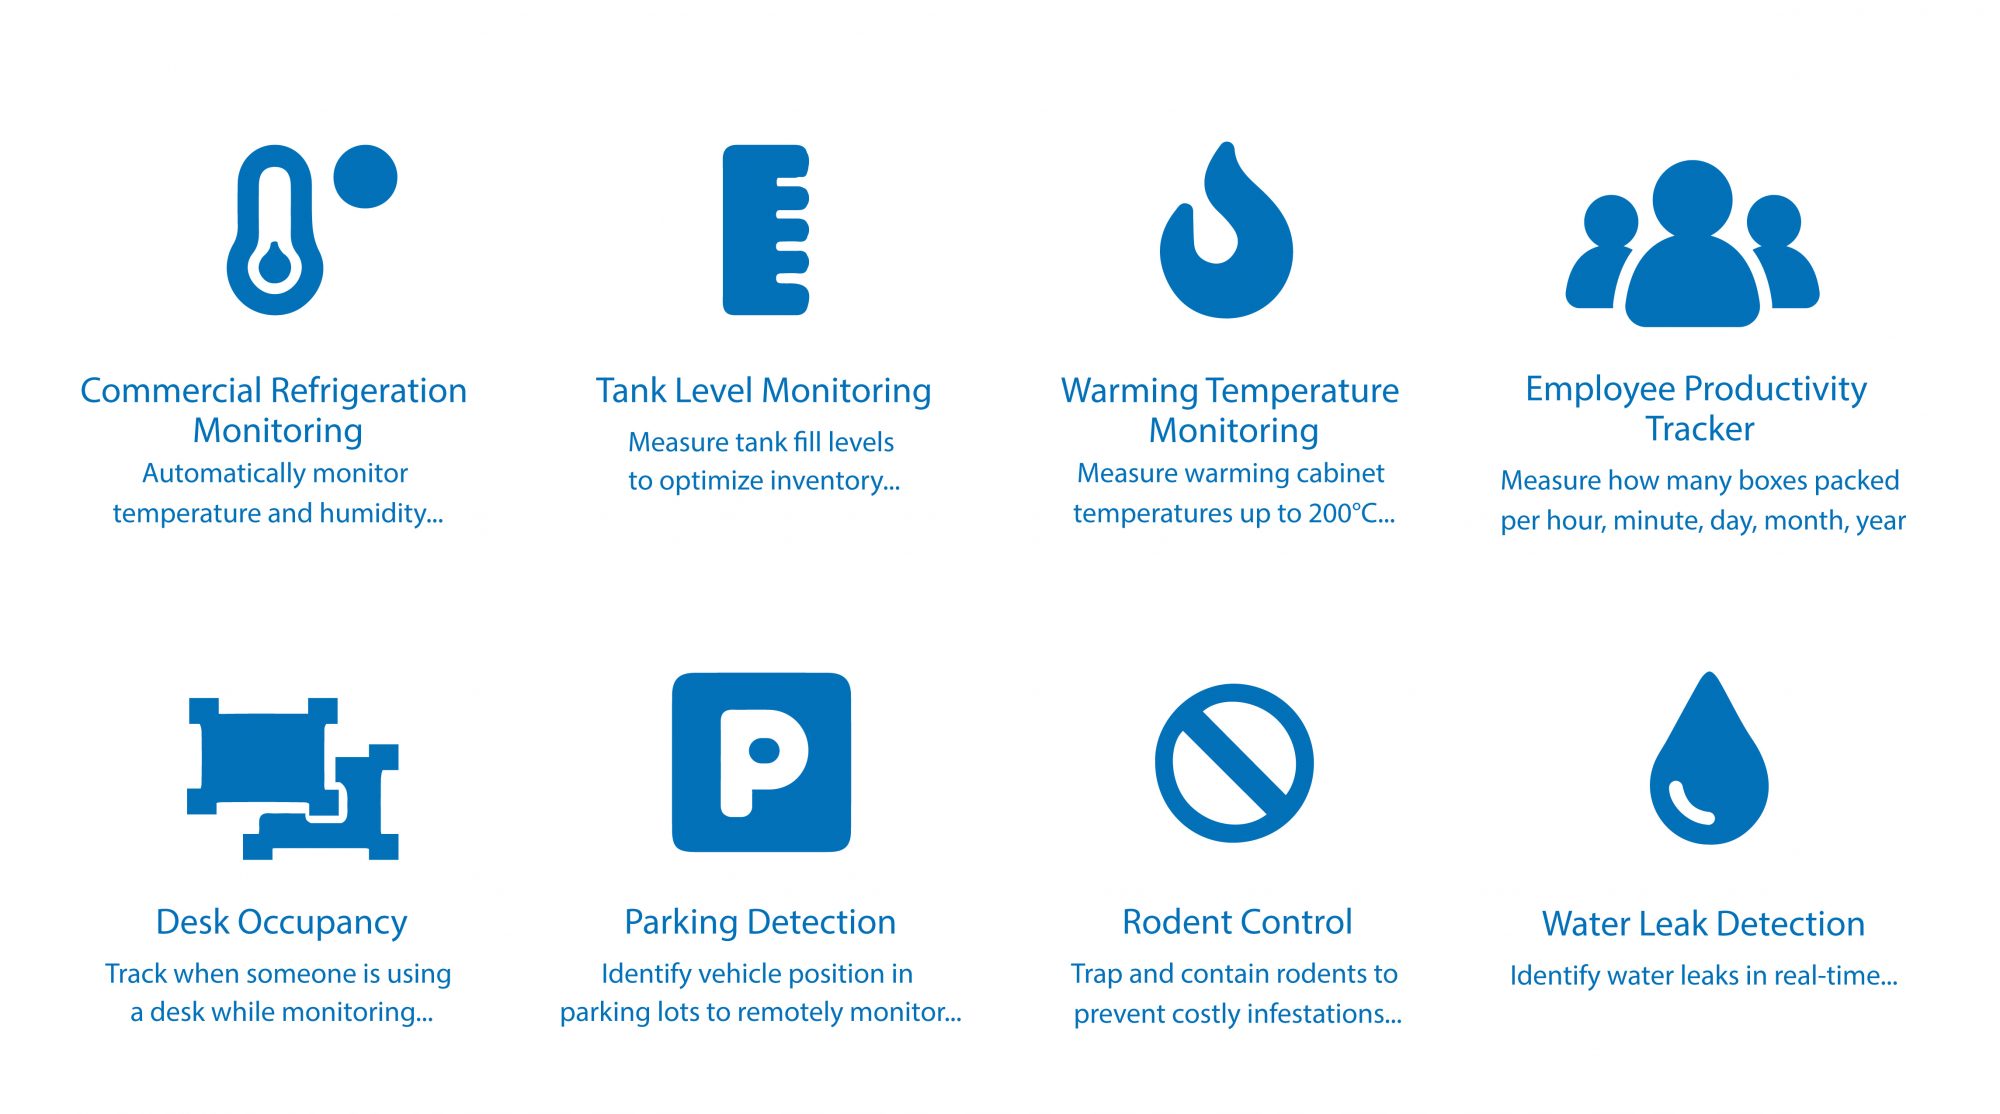 Commercial Refrigeration
Monitoring
Automatically monitor
temperature and humidity...
Tank Level Monitoring
Measure tank fill levels
to optimize inventory...
Warming Temperature
Monitoring
Measure warming cabinet
temperatures up to 200°C...
Employee Productivity
Tracker
Measure how many boxes packed
per hour, minute, day, month, year
Desk Occupancy
Track when someone is using
a desk while monitoring...
P
Parking Detection
Identify vehicle position in
parking lots to remotely monitor...
Rodent Control
Trap and contain rodents to
prevent costly infestations...
Water Leak Detection
Identify water leaks in real-time...